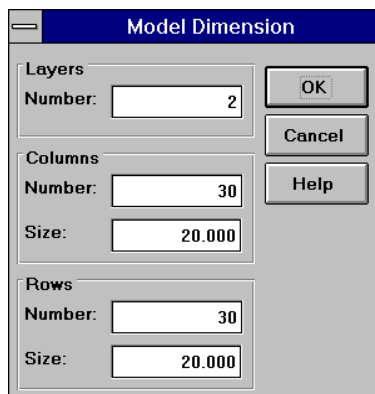 Model Dimension
Layers
Number: 2
Columns
Number: 30
Size: 20.000
Rows
Number: 30
Size: 20.000
OK
Cancel
Help